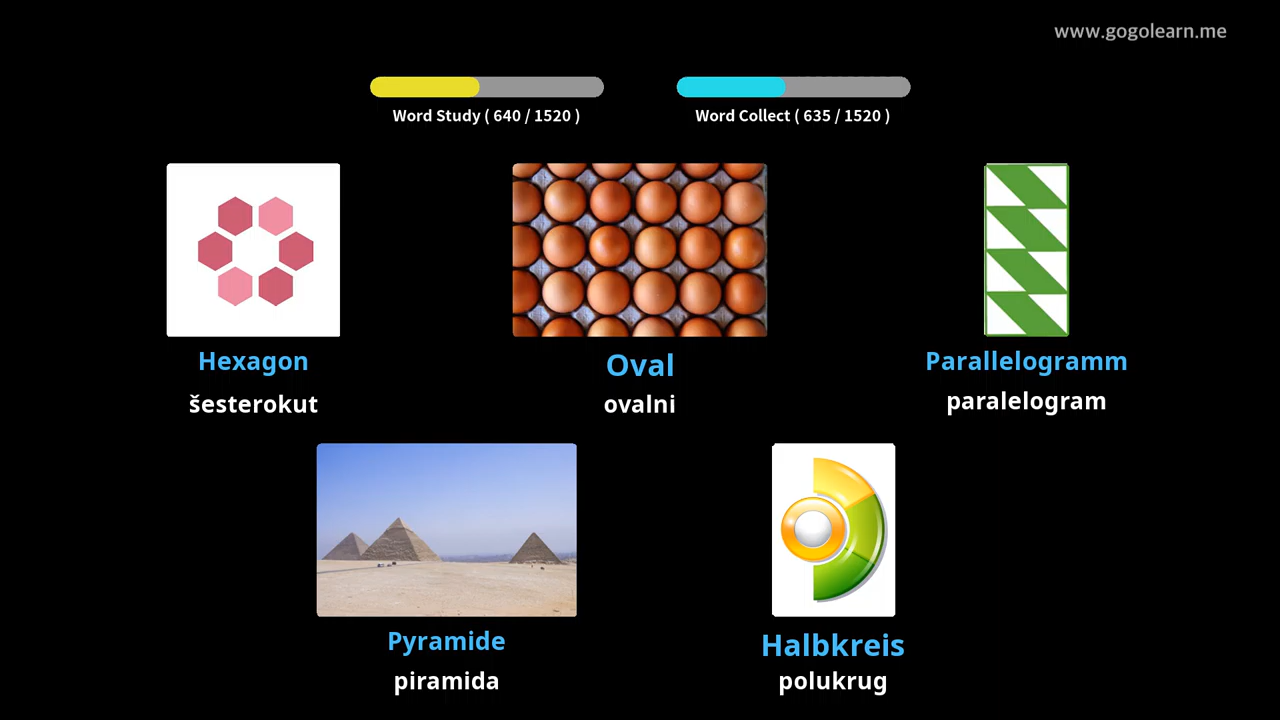 www.gogolearn.me
Word Study ( 640 / 1520 )
Word Collect ( 635 / 1520 )
Hexagon
šesterokut
Oval
ovalni
Parallelogramm
paralelogram
Pyramide
piramida
Halbkreis
polukrug